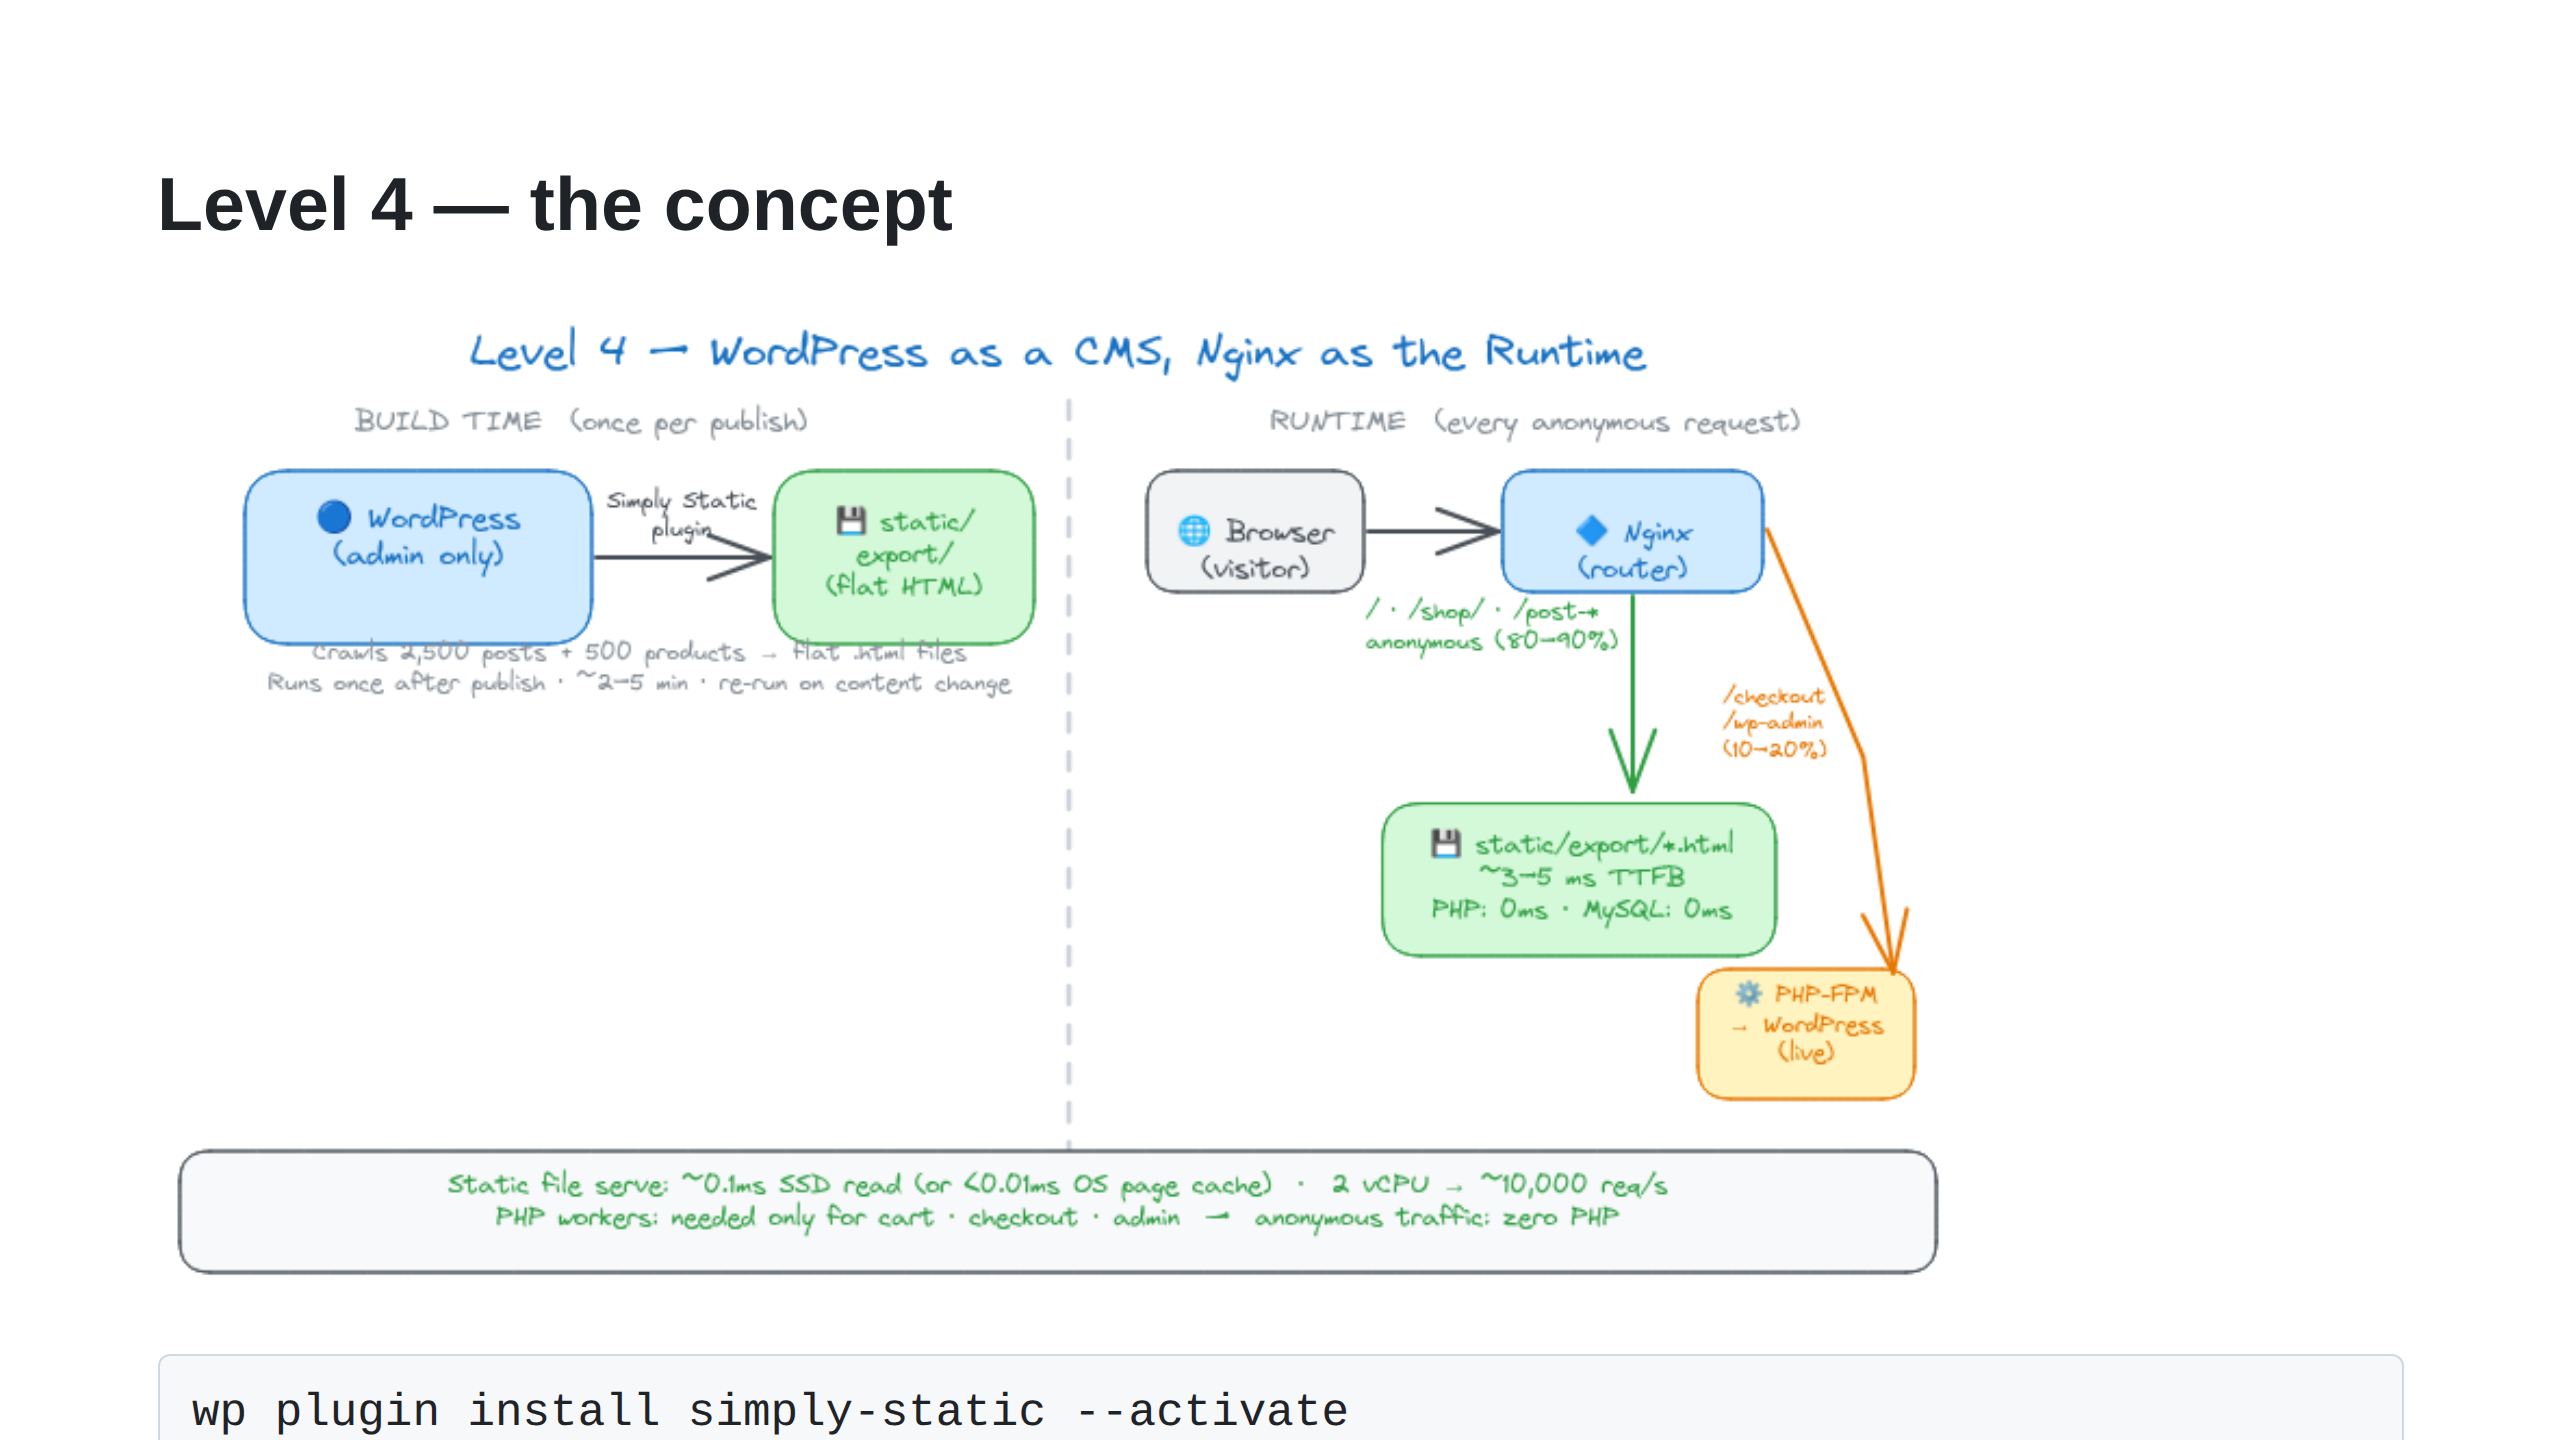 Level 4 — the concept
Level 4 — WordPress as a CMS, Nginx as the Runtime
BUILD TIME (once per publish)
WordPress
(admin only)
Simply Static
plugin
static/
export/
(flat HTML)
Crawls 2,500 posts + 500 products → flat .html files
Runs once after publish · ~2–5 min · re-run on content change
RUNTIME (every anonymous request)
Browser
(visitor)
Nginx
(router)
/ · /shop/ · /post-*
anonymous (80–90%)
/checkout
/wp-admin
(10–20%)
static/export/*.html
~3–5 ms TTFB
PHP: 0ms · MySQL: 0ms
PHP-FPM
→ WordPress
(live)
Static file serve: ~0.1ms SSD read (or <0.01ms OS page cache) · 2 vCPU → ~10,000 req/s
PHP workers: needed only for cart · checkout · admin — anonymous traffic: zero PHP
wp plugin install simply-static --activate